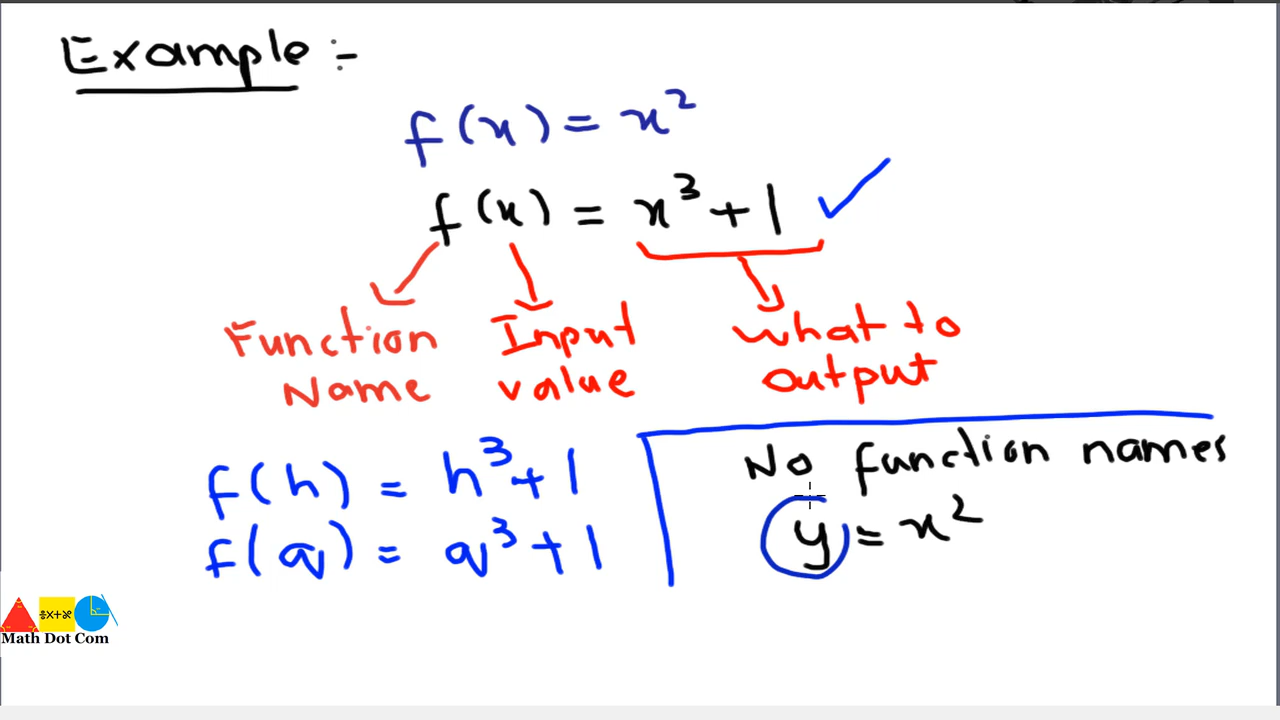 Example :-
f(x) = x²
f(x) = x³ + 1
Function Name
Input value
What to output
f(h) = h³ + 1
f(q) = q³ + 1
No function names
y = x²
Math Dot Com